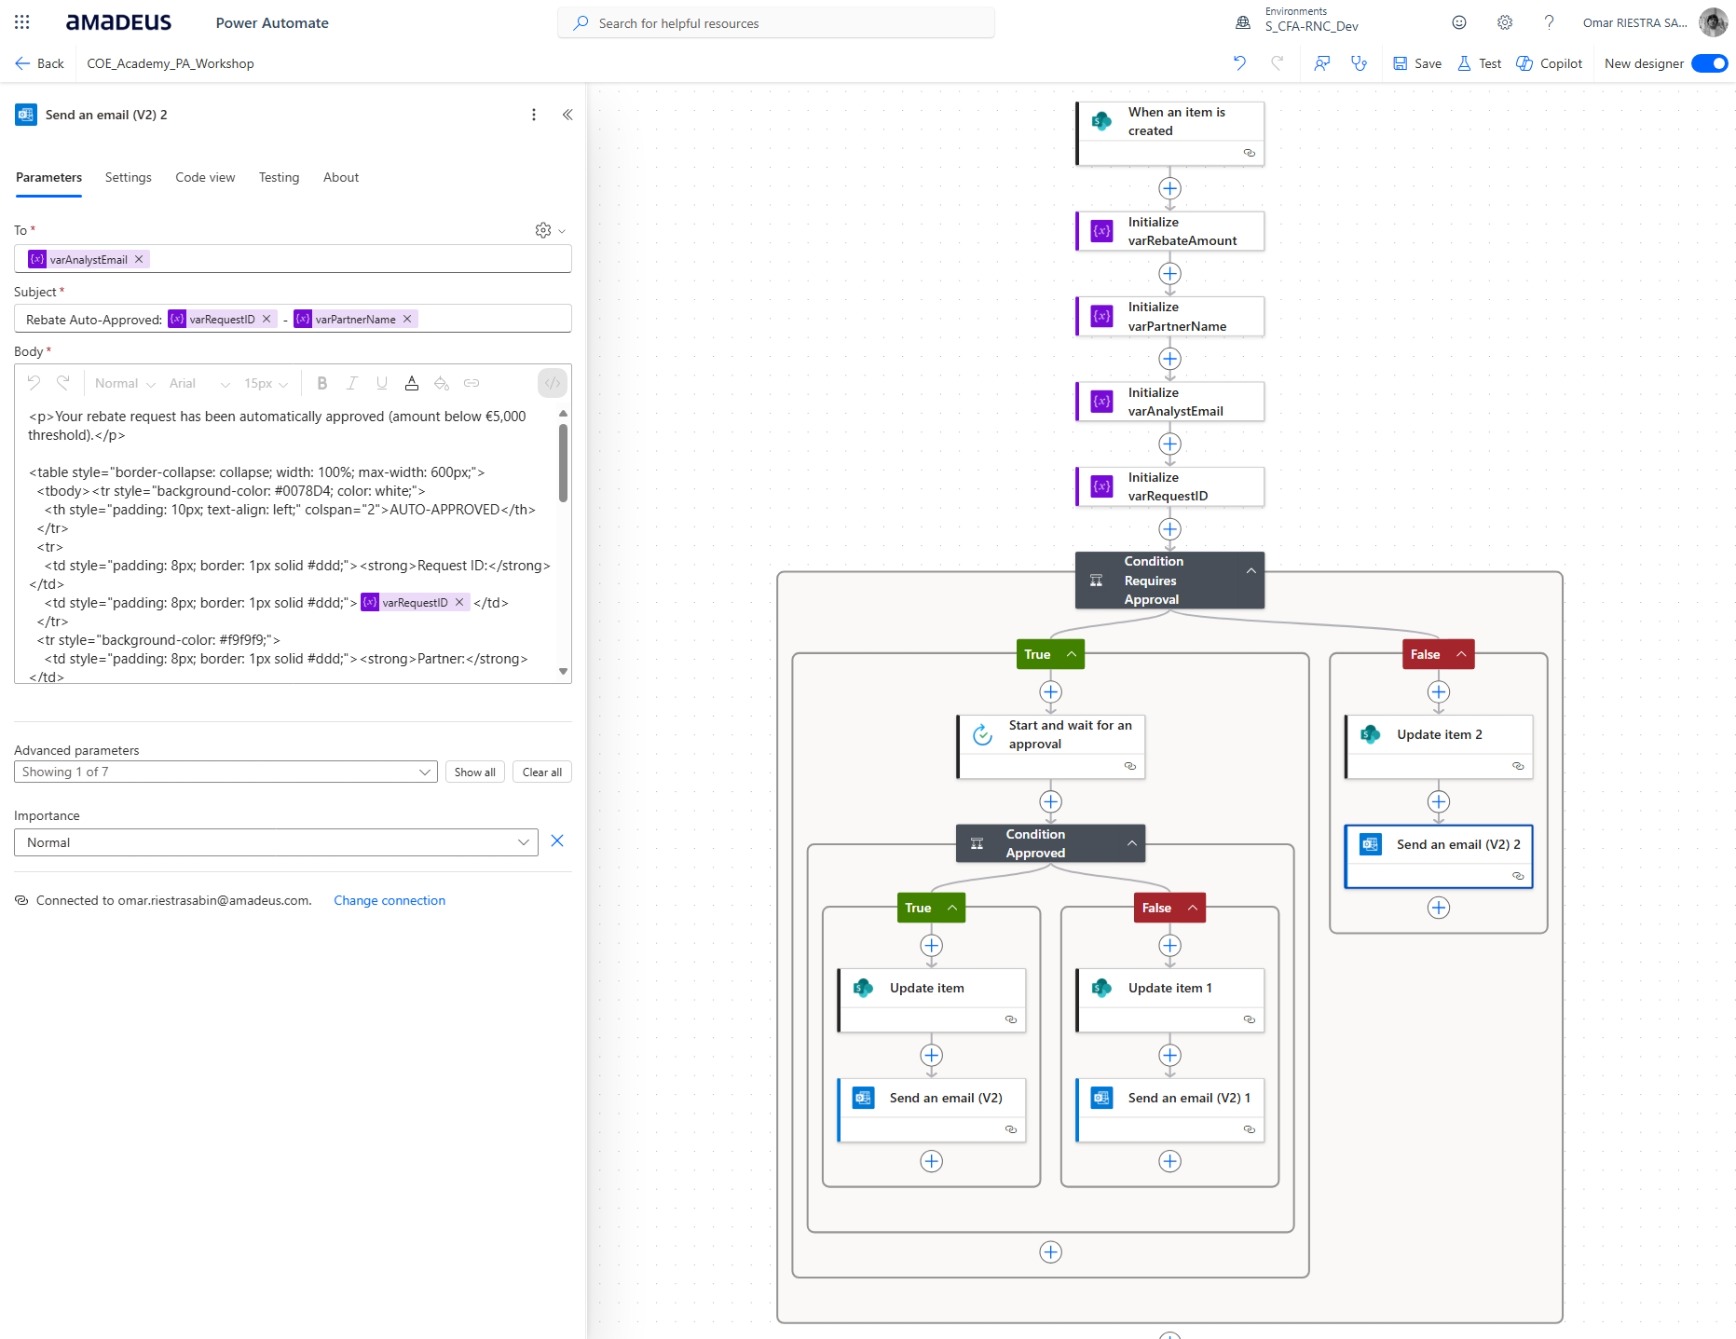 amadeus
Power Automate
Search for helpful resources
Environments
S_CFA-RNC_Dev
Omar RIESTRA SA...
Back
COE_Academy_PA_Workshop
Save
Test
Copilot
New designer
Send an email (V2) 2
Parameters
Settings
Code view
Testing
About
To *
varAnalystEmail
Subject *
Rebate Auto-Approved: varRequestID - varPartnerName
Body *
Normal
Arial
15px
B I U A
</>
<p>Your rebate request has been automatically approved (amount below €5,000
threshold).</p>
<table style="border-collapse: collapse; width: 100%; max-width: 600px;">
<tbody><tr style="background-color: #0078D4; color: white;">
<th style="padding: 10px; text-align: left;" colspan="2">AUTO-APPROVED</th>
</tr>
<tr>
<td style="padding: 8px; border: 1px solid #ddd;"><strong>Request ID:</strong>
</td>
<td style="padding: 8px; border: 1px solid #ddd;"> varRequestID </td>
</tr>
<tr style="background-color: #f9f9f9;">
<td style="padding: 8px; border: 1px solid #ddd;"><strong>Partner:</strong>
</td>
Advanced parameters
Showing 1 of 7
Show all
Clear all
Importance
Normal
Connected to omar.riestrasabin@amadeus.com.
Change connection
When an item is
created
Initialize
varRebateAmount
Initialize
varPartnerName
Initialize
varAnalystEmail
Initialize
varRequestID
Condition
Requires
Approval
True
False
Start and wait for an
approval
Update item 2
Condition
Approved
Send an email (V2) 2
True
False
Update item
Update item 1
Send an email (V2)
Send an email (V2) 1